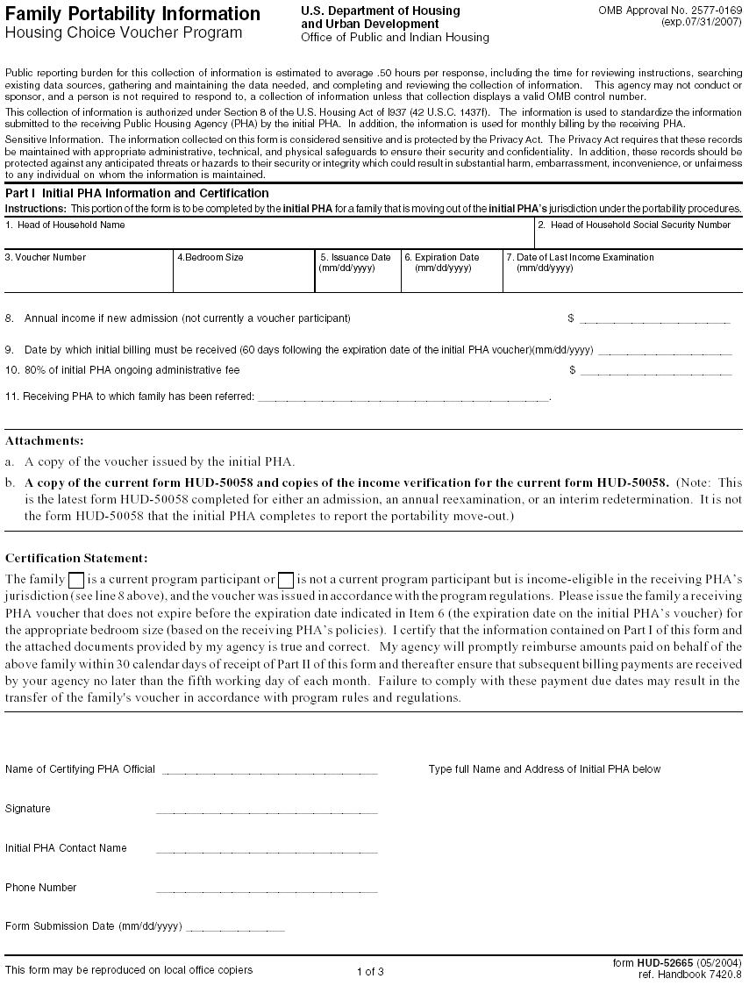 Family Portability Information
Housing Choice Voucher Program
U.S. Department of Housing
and Urban Development
Office of Public and Indian Housing
OMB Approval No. 2577-0169
(exp.07/31/2007)
Public reporting burden for this collection of information is estimated to average .50 hours per response, including the time for reviewing instructions, searching
existing data sources, gathering and maintaining the data needed, and completing and reviewing the collection of information. This agency may not conduct or
sponsor, and a person is not required to respond to, a collection of information unless that collection displays a valid OMB control number.
This collection of information is authorized under Section 8 of the U.S. Housing Act of l937 (42 U.S.C. 1437f). The information is used to standardize the information
submitted to the receiving Public Housing Agency (PHA) by the initial PHA. In addition, the information is used for monthly billing by the receiving PHA.
Sensitive Information. The information collected on this form is considered sensitive and is protected by the Privacy Act. The Privacy Act requires that these records
be maintained with appropriate administrative, technical, and physical safeguards to ensure their security and confidentiality. In addition, these records should be
protected against any anticipated threats or hazards to their security or integrity which could result in substantial harm, embarrassment, inconvenience, or unfairness
to any individual on whom the information is maintained.
Part I Initial PHA Information and Certification
Instructions: This portion of the form is to be completed by the initial PHA for a family that is moving out of the initial PHA's jurisdiction under the portability procedures.
1. Head of Household Name
2. Head of Household Social Security Number
3. Voucher Number
4.Bedroom Size
5. Issuance Date
(mm/dd/yyyy)
6. Expiration Date
(mm/dd/yyyy)
7. Date of Last Income Examination
(mm/dd/yyyy)
8. Annual income if new admission (not currently a voucher participant) $
9. Date by which initial billing must be received (60 days following the expiration date of the initial PHA voucher)(mm/dd/yyyy)
10. 80% of initial PHA ongoing administrative fee $
11. Receiving PHA to which family has been referred: .
Attachments:
a. A copy of the voucher issued by the initial PHA.
b. A copy of the current form HUD-50058 and copies of the income verification for the current form HUD-50058. (Note: This
is the latest form HUD-50058 completed for either an admission, an annual reexamination, or an interim redetermination. It is not
the form HUD-50058 that the initial PHA completes to report the portability move-out.)
Certification Statement:
The family is a current program participant or is not a current program participant but is income-eligible in the receiving PHA's
jurisdiction (see line 8 above), and the voucher was issued in accordance with the program regulations. Please issue the family a receiving
PHA voucher that does not expire before the expiration date indicated in Item 6 (the expiration date on the initial PHA's voucher) for
the appropriate bedroom size (based on the receiving PHA's policies). I certify that the information contained on Part I of this form and
the attached documents provided by my agency is true and correct. My agency will promptly reimburse amounts paid on behalf of the
above family within 30 calendar days of receipt of Part II of this form and thereafter ensure that subsequent billing payments are received
by your agency no later than the fifth working day of each month. Failure to comply with these payment due dates may result in the
transfer of the family's voucher in accordance with program rules and regulations.
Name of Certifying PHA Official
Type full Name and Address of Initial PHA below
Signature
Initial PHA Contact Name
Phone Number
Form Submission Date (mm/dd/yyyy)
This form may be reproduced on local office copiers
1 of 3
form HUD-52665 (05/2004)
ref. Handbook 7420.8